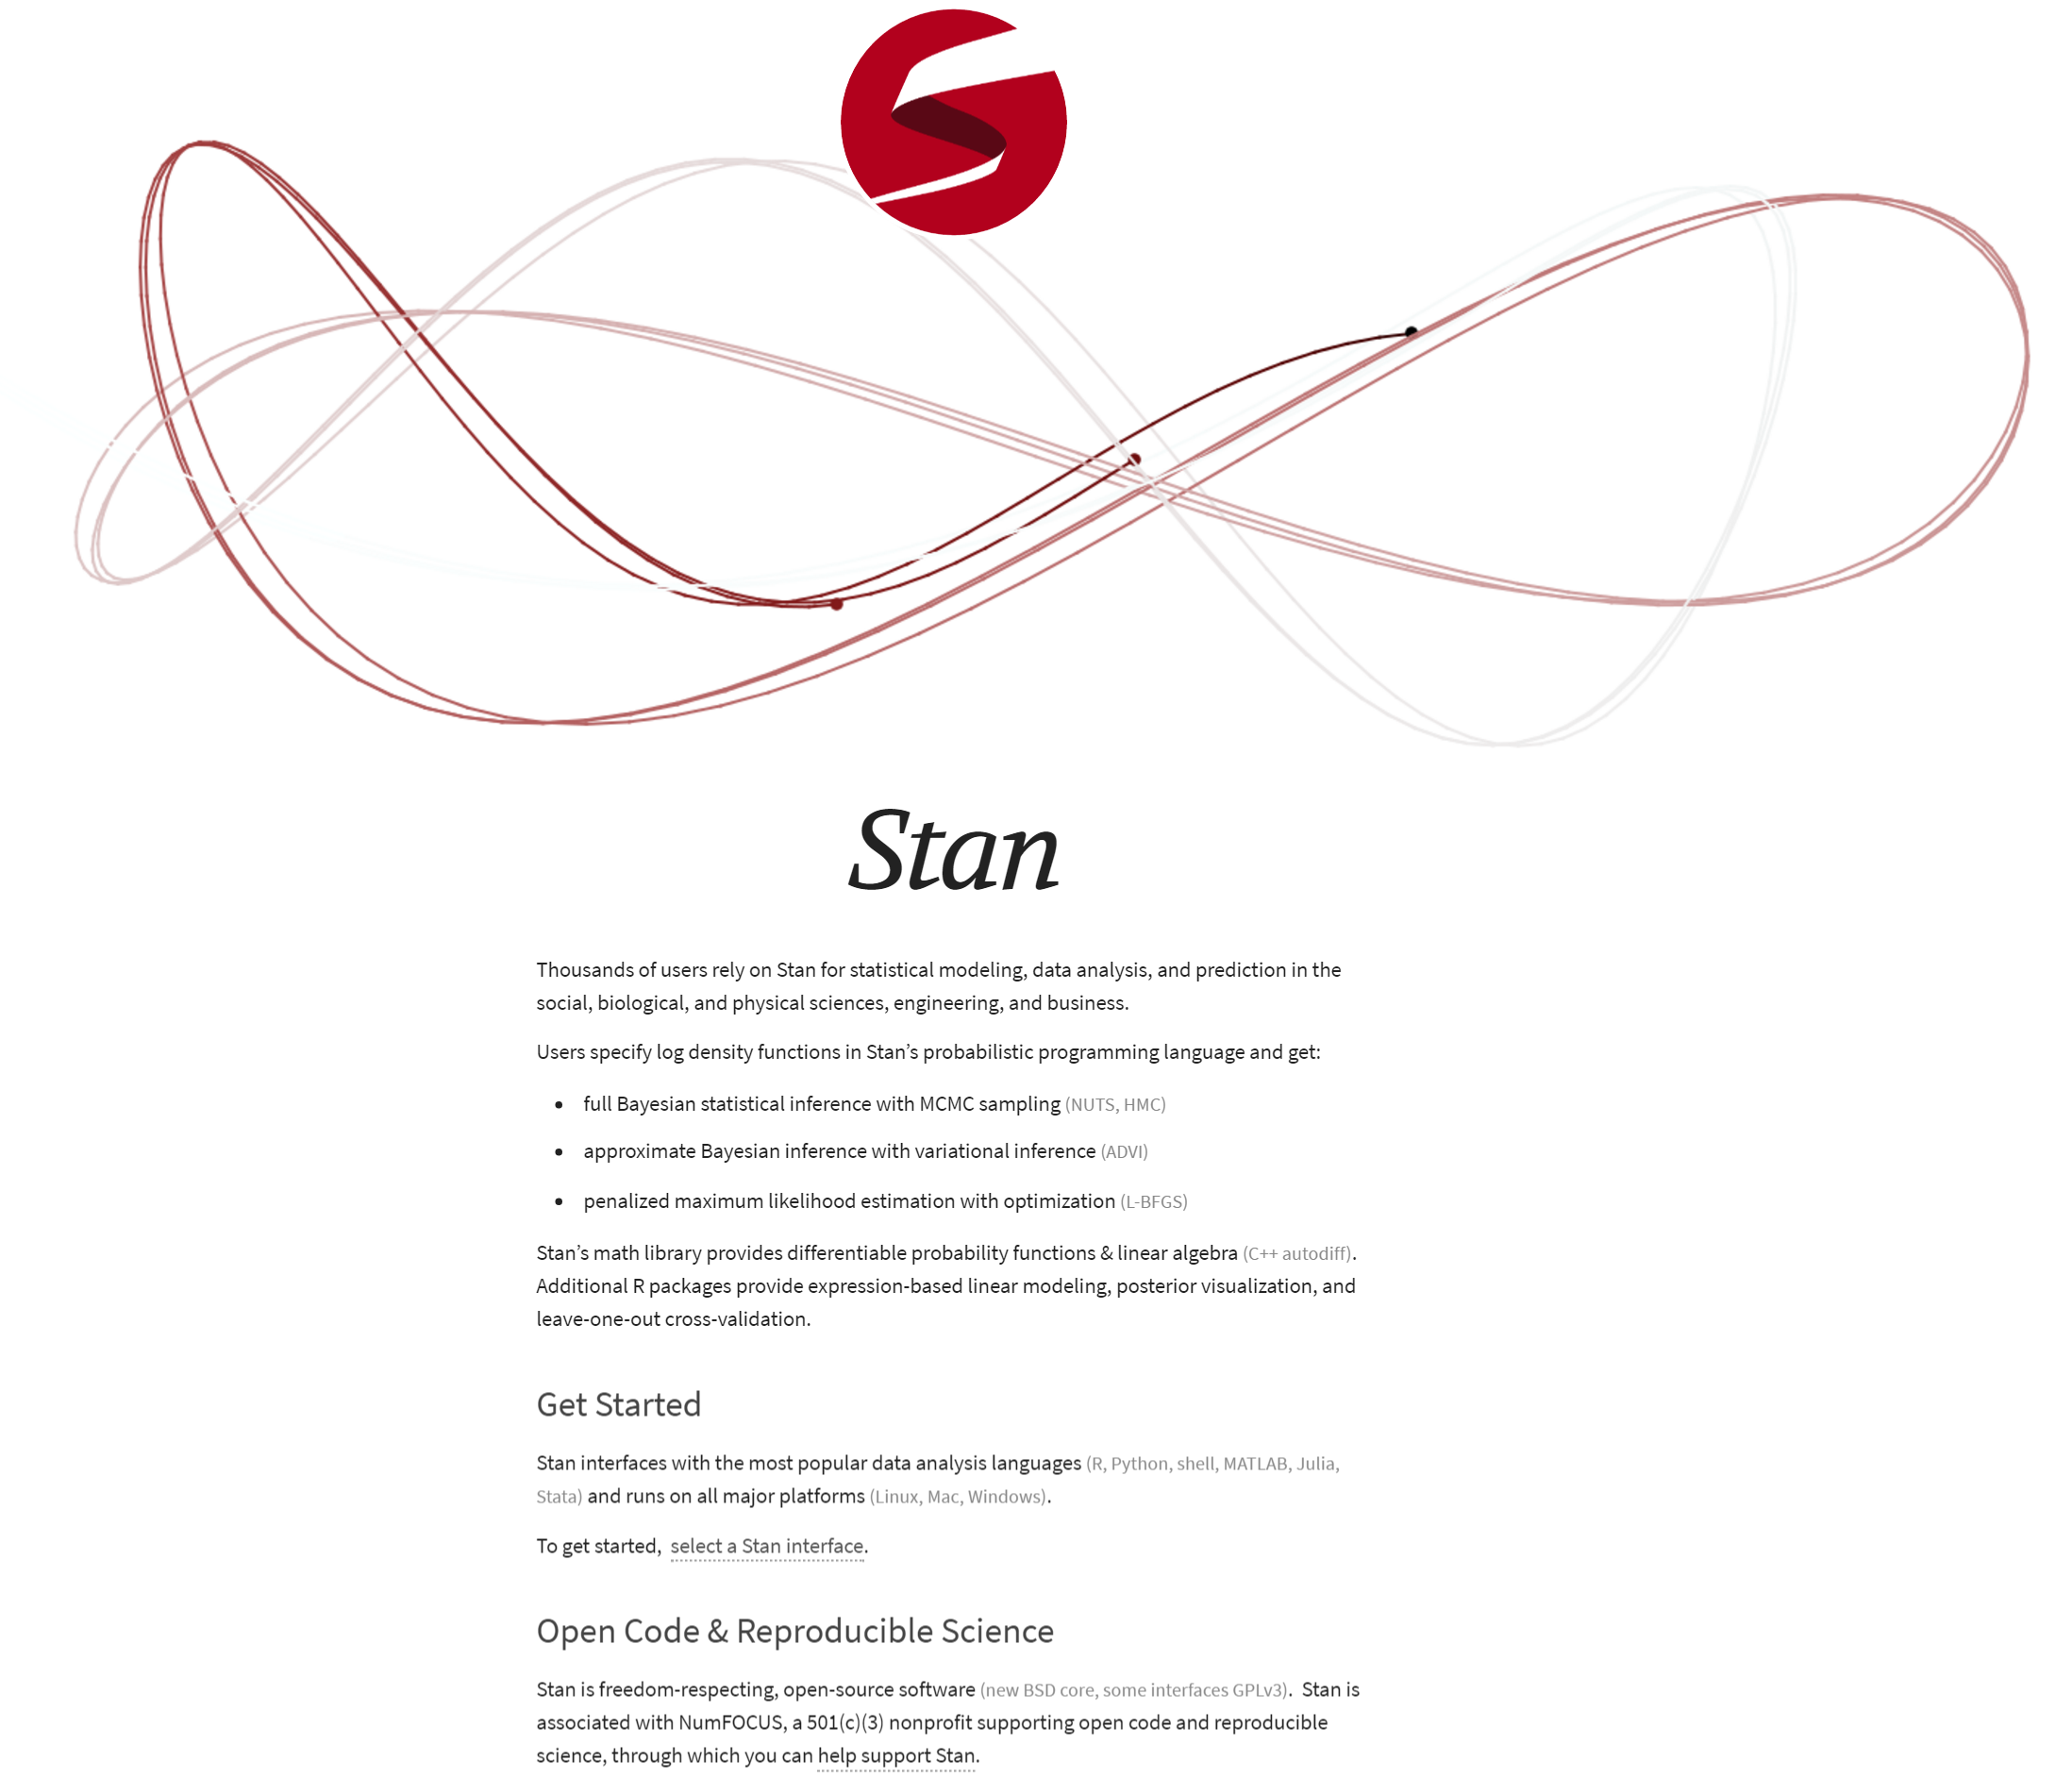 Stan
Thousands of users rely on Stan for statistical modeling, data analysis, and prediction in the
social, biological, and physical sciences, engineering, and business.
Users specify log density functions in Stan’s probabilistic programming language and get:
• full Bayesian statistical inference with MCMC sampling (NUTS, HMC)
• approximate Bayesian inference with variational inference (ADVI)
• penalized maximum likelihood estimation with optimization (L-BFGS)
Stan’s math library provides differentiable probability functions & linear algebra (C++ autodiff).
Additional R packages provide expression-based linear modeling, posterior visualization, and
leave-one-out cross-validation.
Get Started
Stan interfaces with the most popular data analysis languages (R, Python, shell, MATLAB, Julia,
Stata) and runs on all major platforms (Linux, Mac, Windows).
To get started, select a Stan interface.
Open Code & Reproducible Science
Stan is freedom-respecting, open-source software (new BSD core, some interfaces GPLv3). Stan is
associated with NumFOCUS, a 501(c)(3) nonprofit supporting open code and reproducible
science, through which you can help support Stan.